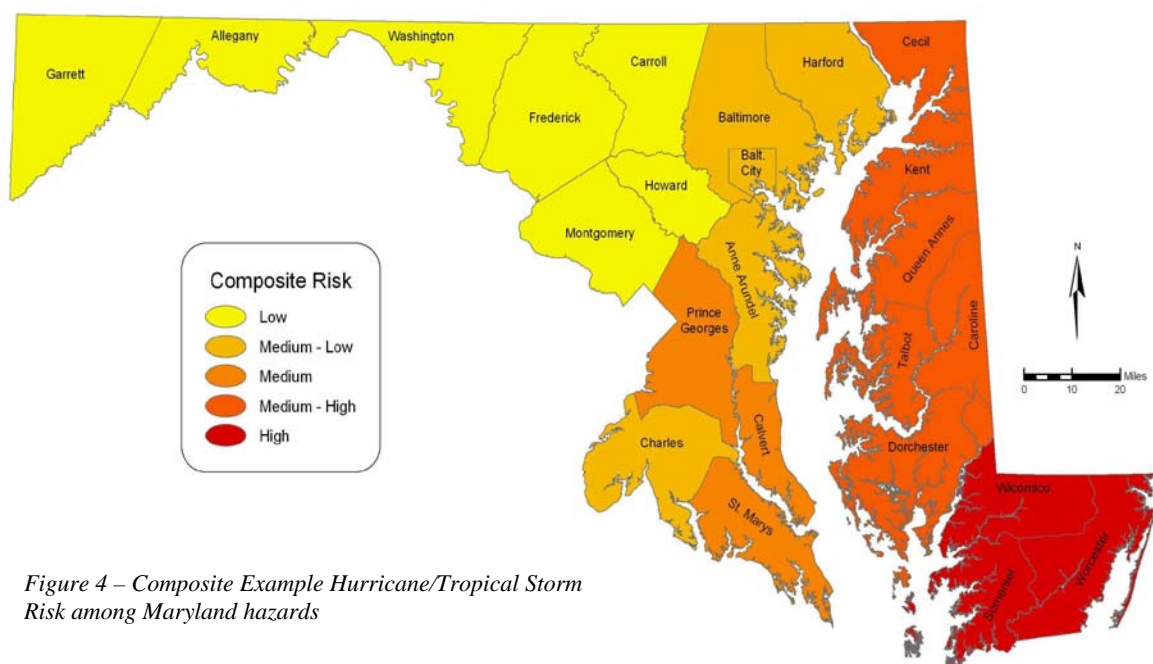 Garrett
Allegany
Washington
Frederick
Carroll
Baltimore
Harford
Cecil
Balt.
City
Howard
Montgomery
Kent
Queen Annes
Anne Arundel
Prince
Georges
Talbot
Caroline
Calvert
Charles
St. Marys
Dorchester
Wicomico
Somerset
Worcester
Composite Risk
Low
Medium - Low
Medium
Medium - High
High
N
Miles
0 10 20
Figure 4 – Composite Example Hurricane/Tropical Storm
Risk among Maryland hazards